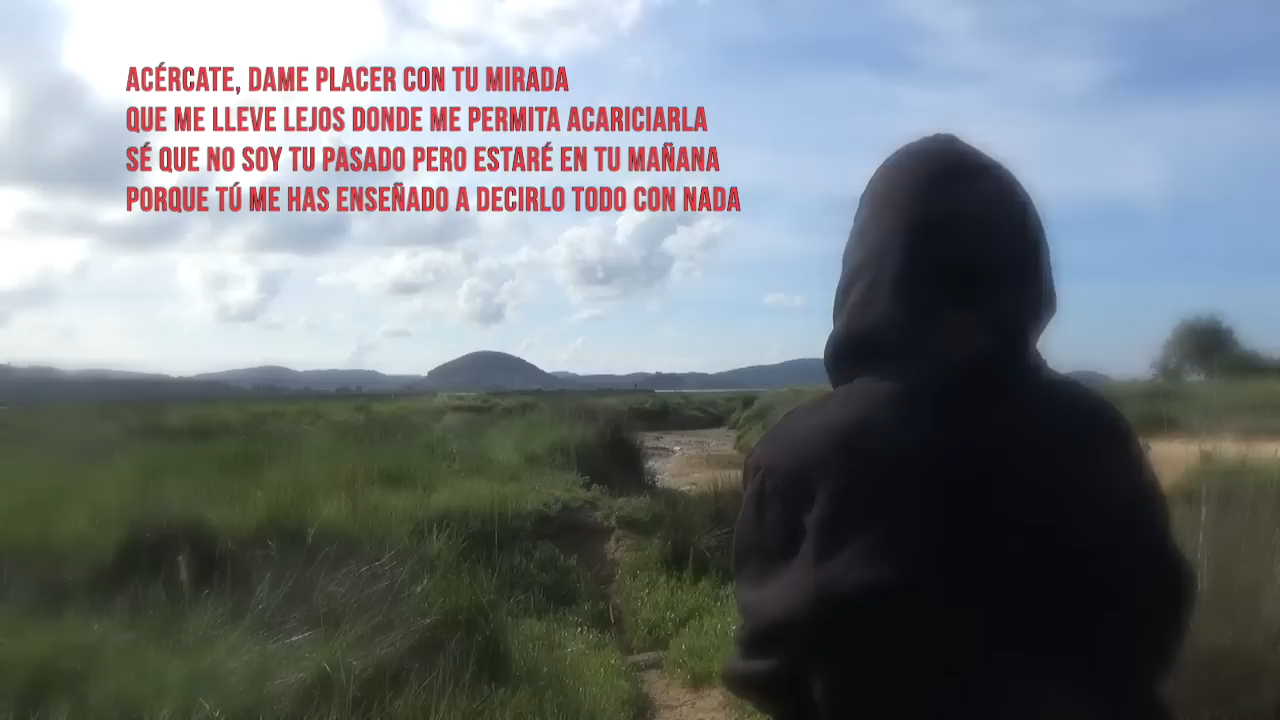 ACÉRCATE, DAME PLACER CON TU MIRADA
QUE ME LLEVE LEJOS DONDE ME PERMITA ACARICIARLA
SÉ QUE NO SOY TU PASADO PERO ESTARÉ EN TU MAÑANA
PORQUE TÚ ME HAS ENSEÑADO A DECIRLO TODO CON NADA